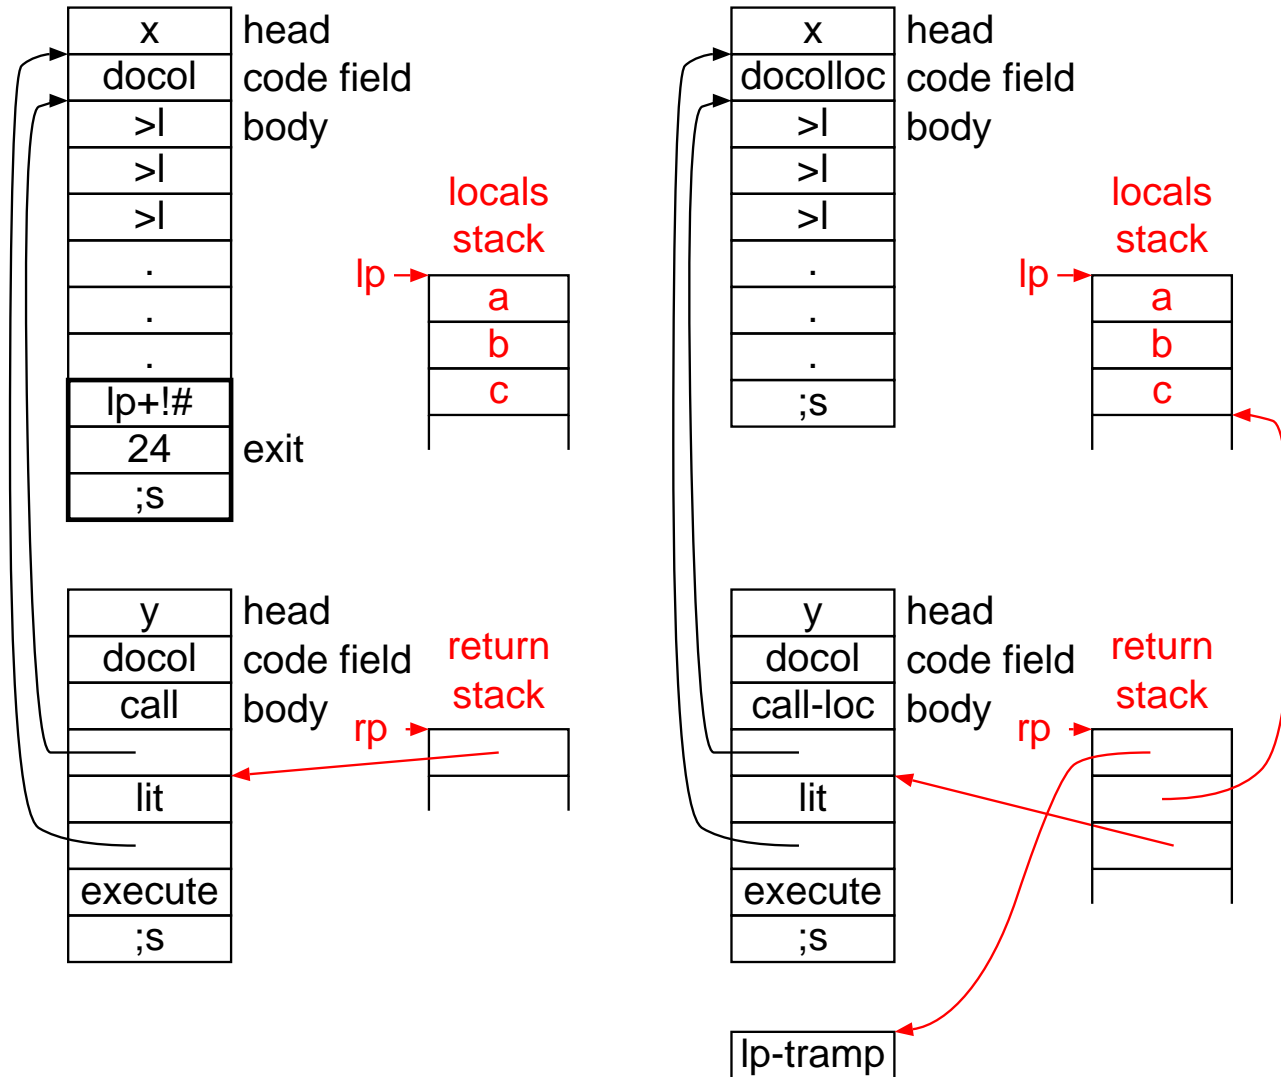 x head
docol code field
>l body
>l
>l
.
.
.
lp+!#
24 exit
;s
locals
stack
lp
a
b
c
y head
docol code field
call body
lit
execute
;s
return
stack
rp
x head
docolloc code field
>l body
>l
>l
.
.
.
;s
locals
stack
lp
a
b
c
y head
docol code field
call-loc body
lit
execute
;s
return
stack
rp
lp-tramp